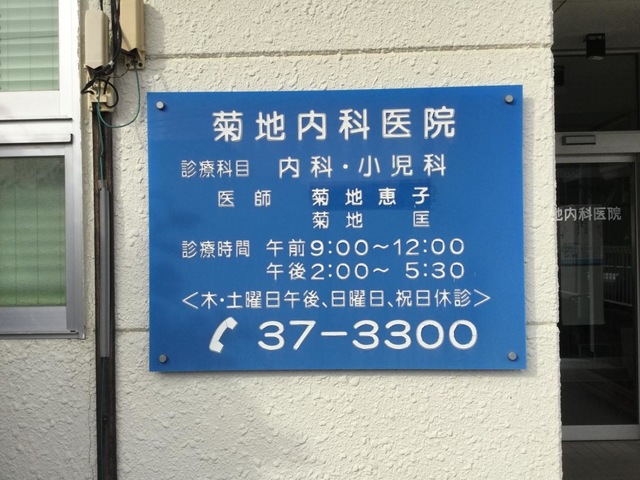 菊地内科医院
診療科目 内科・小児科
医師 菊地恵子
菊地 匡
診療時間 午前9:00〜12:00
午後2:00〜 5:30
<木・土曜日午後、日曜日、祝日休診>
37-3300
地内科医院